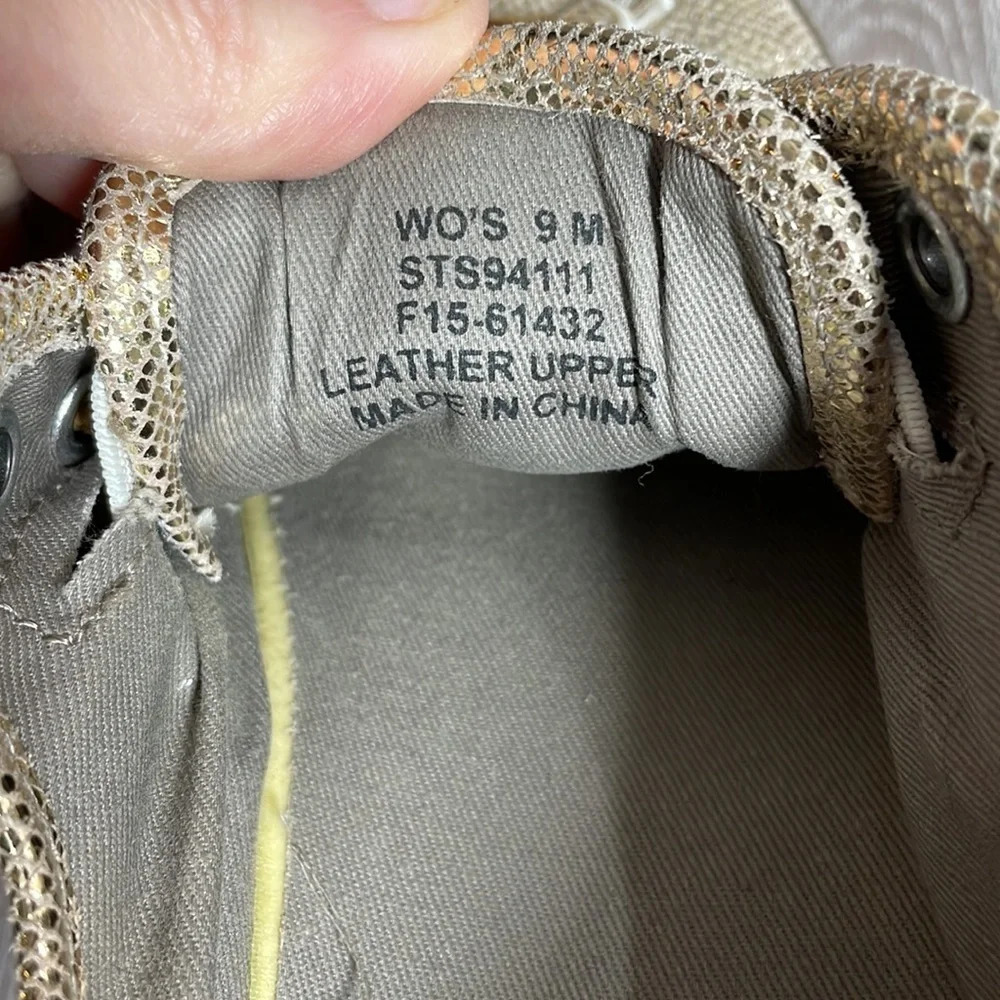 WO'S 9 M
STS94111
F15-61432
LEATHER UPPER
MADE IN CHINA